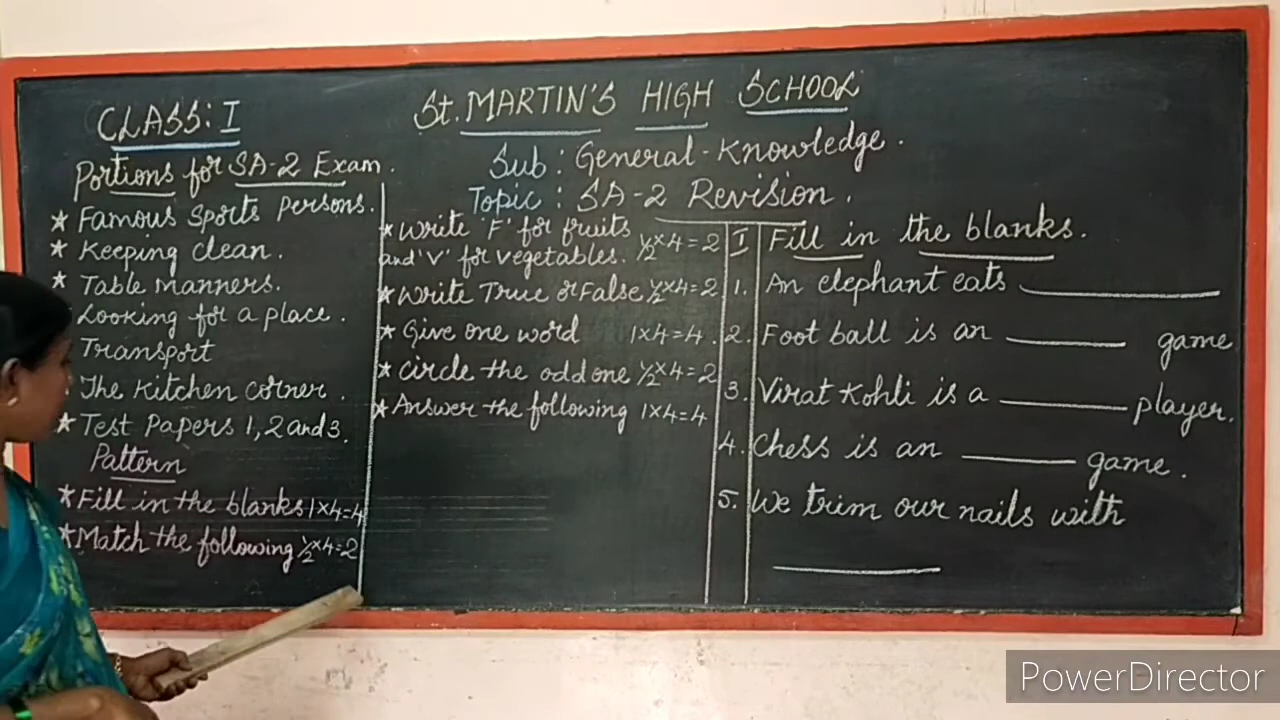 St. MARTIN'S HIGH SCHOOL
CLASS: I
Sub : General-Knowledge.
Topic : SA-2 Revision.
Portions for SA-2 Exam.
★ Famous Sports Persons.
★ Keeping clean.
★ Table manners.
Looking for a place.
Transport
The Kitchen corner.
★ Test Papers 1, 2 and 3.
Pattern
★ Fill in the blanks 1×4=4
★ Match the following ½×4=2
★ Write 'F' for fruits
and 'V' for vegetables. ½×4=2
★ Write True or False ½×4=2
★ Give one word 1×4=4.
★ circle the odd one ½×4=2
★ Answer the following 1×4=4
I Fill in the blanks.
1. An elephant eats ________
2. Foot ball is an ________ game
3. Virat Kohli is a ________ player.
4. Chess is an ________ game.
5. We trim our nails with
________
PowerDirector